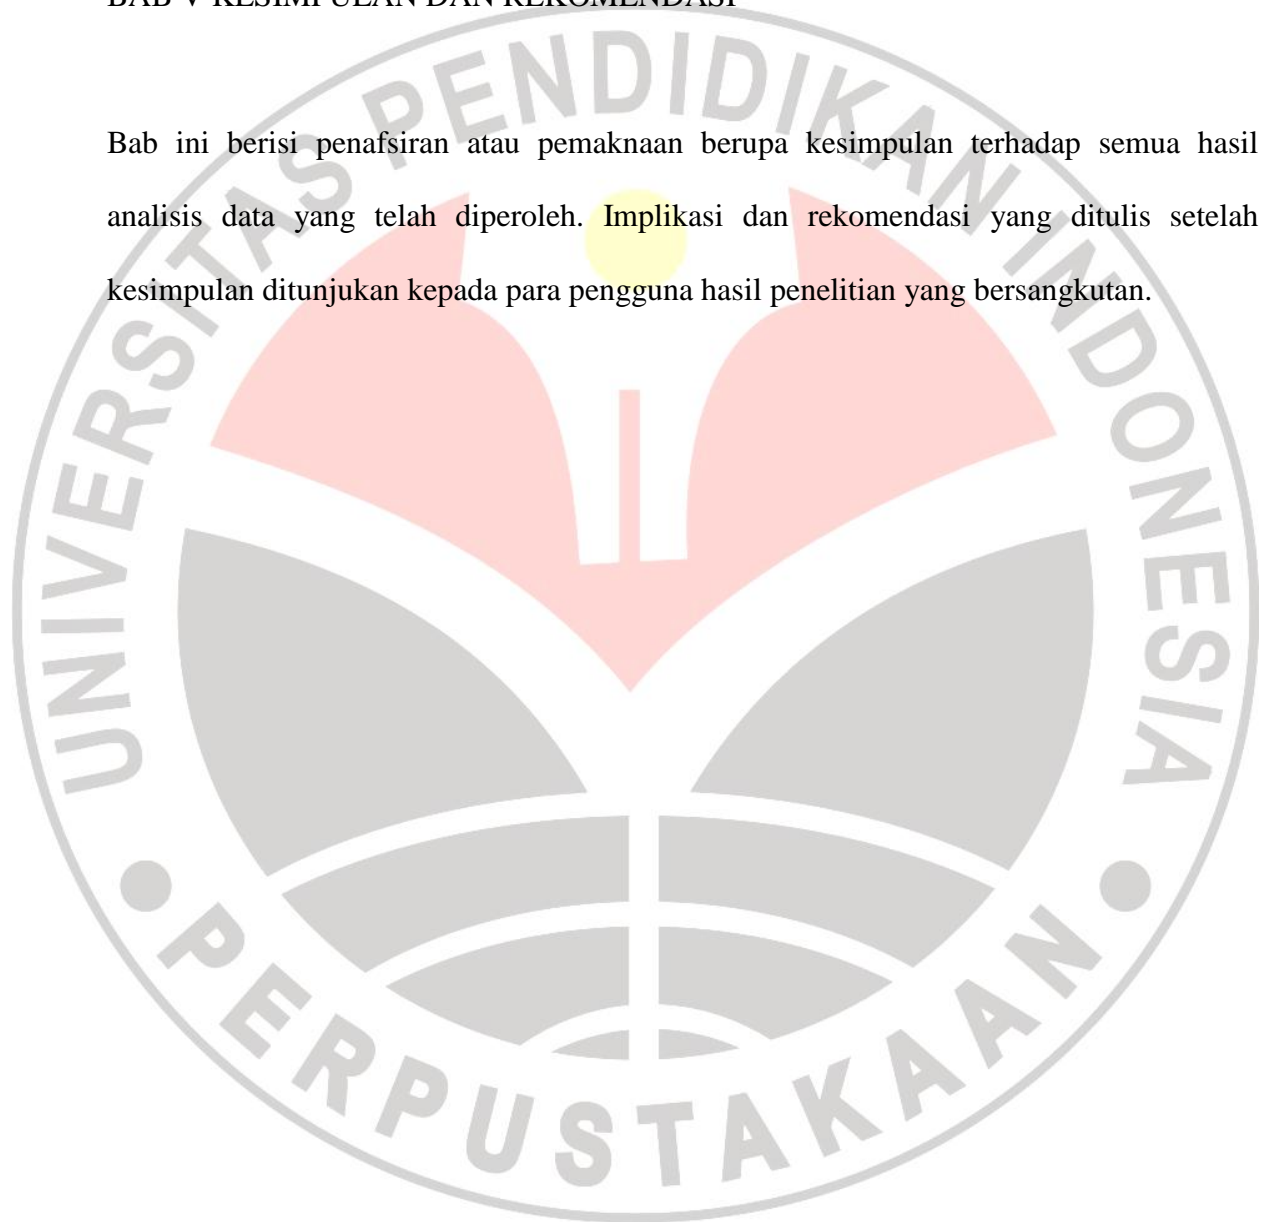 BAB V KESIMPULAN DAN REKOMENDASI
Bab ini berisi penafsiran atau pemaknaan berupa kesimpulan terhadap semua hasil
analisis data yang telah diperoleh. Implikasi dan rekomendasi yang ditulis setelah
kesimpulan ditunjukan kepada para pengguna hasil penelitian yang bersangkutan.
UNIVERSITAS PENDIDIKAN INDONESIA
PERPUSTAKAAN